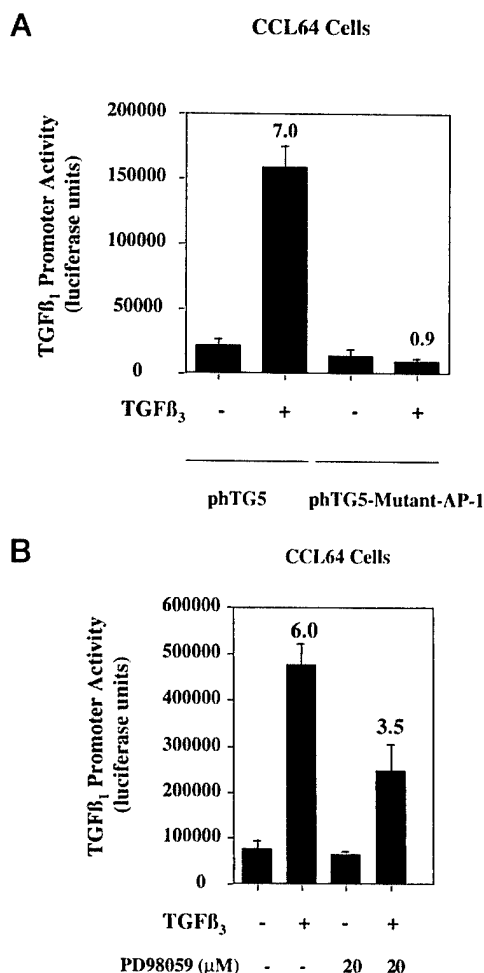 A
CCL64 Cells
TGFß1 Promoter Activity
(luciferase units)
200000
150000
100000
50000
0
7.0
0.9
TGFß3 - + - +
phTG5 phTG5-Mutant-AP-1
B
CCL64 Cells
TGFß1 Promoter Activity
(luciferase units)
600000
500000
400000
300000
200000
100000
0
6.0
3.5
TGFß3 - + - +
PD98059 (µM) - - 20 20